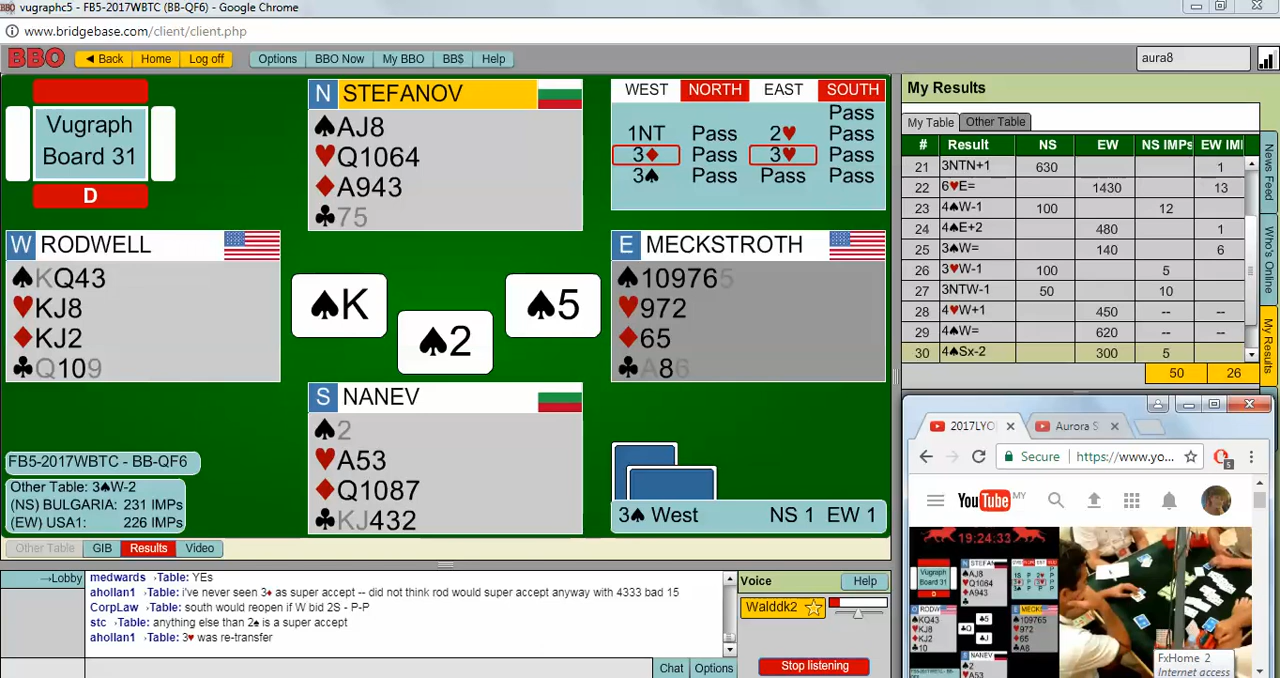 vugraphc5 - FB5-2017WBTC (BB-QF6) - Google Chrome
www.bridgebase.com/client/client.php
BBO ◄ Back Home Log off Options BBO Now My BBO BB$ Help aura8
Vugraph
Board 31
D
N STEFANOV
♠AJ8
♥Q1064
♦A943
♣75
WEST NORTH EAST SOUTH
Pass
1NT Pass 2♥ Pass
3♦ Pass 3♥ Pass
3♠ Pass Pass Pass
W RODWELL
♠KQ43
♥KJ8
♦KJ2
♣Q109
♠K
♠2
♠5
E MECKSTROTH
♠109765
♥972
♦65
♣A86
S NANEV
♠2
♥A53
♦Q1087
♣KJ432
FB5-2017WBTC - BB-QF6
Other Table: 3♠W-2
(NS) BULGARIA: 231 IMPs
(EW) USA1: 226 IMPs
3♠ West NS 1 EW 1
Other Table GIB Results Video
My Results
My Table Other Table
# Result NS EW NS IMPs EW IMI
21 3NTN+1 630 1
22 6♥E= 1430 13
23 4♠W-1 100 12
24 4♠E+2 480 1
25 3♠W= 140 6
26 3♥W-1 100 5
27 3NTW-1 50 10
28 4♥W+1 450 --  --
29 4♠W= 620 --  --
30 4♠Sx-2 300 5
50 26
News Feed
Who's Online
My Results
→Lobby
medwards →Table: YEs
ahollan1 →Table: i've never seen 3♦ as super accept -- did not think rod would super accept anyway with 4333 bad 15
CorpLaw →Table: south would reopen if W bid 2S - P-P
stc →Table: anything else than 2♠ is a super accept
ahollan1 →Table: 3♥ was re-transfer
Chat Options
Voice Help
Walddk2
Stop listening
2017LYO Aurora S
Secure https://www.yo...
5
YouTube MY
19:24:33
Vugraph
Board 31
FxHome 2
Internet access